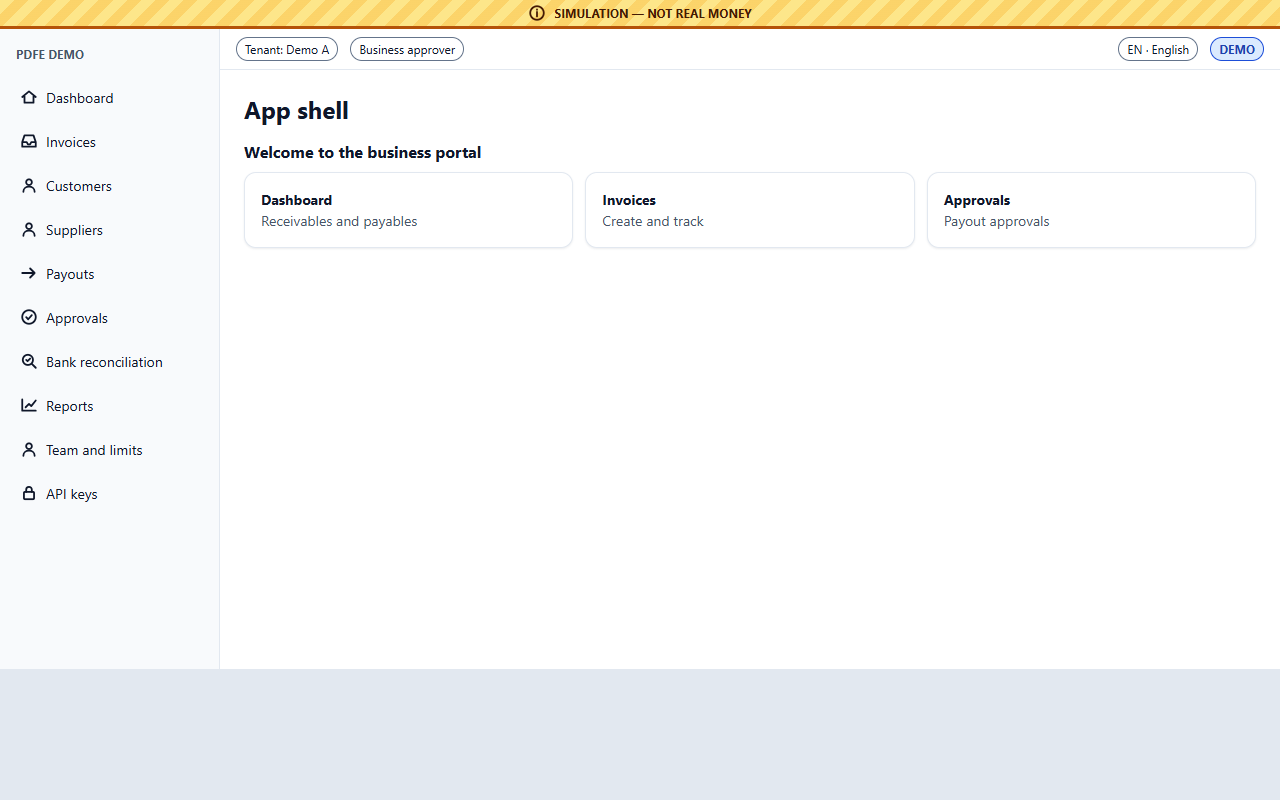 SIMULATION — NOT REAL MONEY
PDFE DEMO
Tenant: Demo A
Business approver
EN · English
DEMO
Dashboard
Invoices
Customers
Suppliers
Payouts
Approvals
Bank reconciliation
Reports
Team and limits
API keys
App shell
Welcome to the business portal
Dashboard
Receivables and payables
Invoices
Create and track
Approvals
Payout approvals